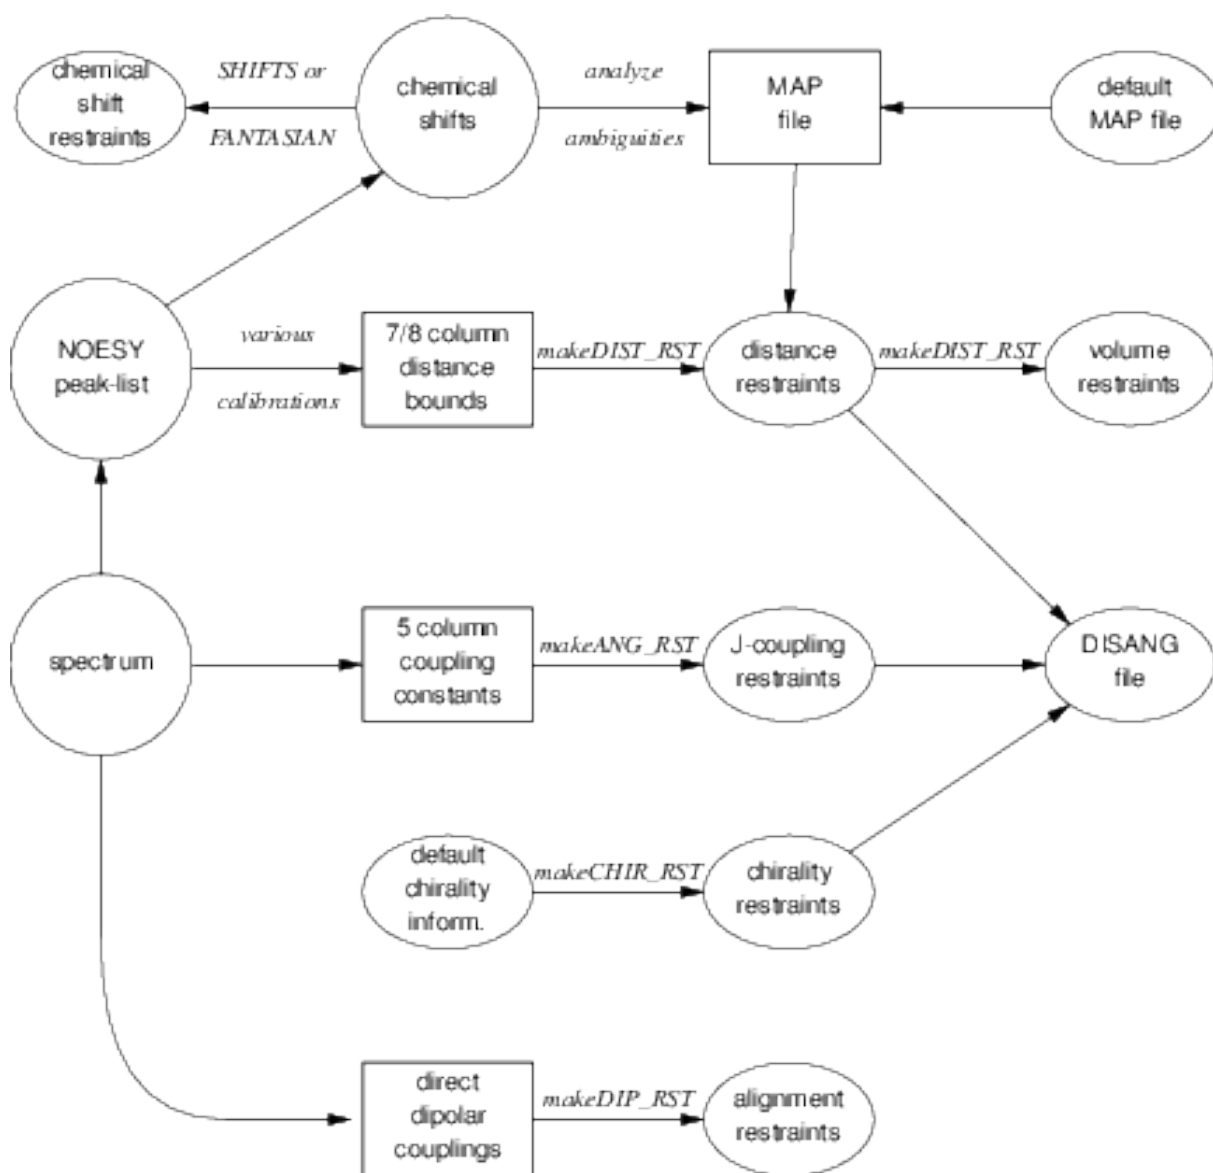 chemical
shift
restraints
SHIFTS or
FANTASIAN
chemical
shifts
analyze
ambiguities
MAP
file
default
MAP file
NOESY
peak-list
various
calibrations
7/8 column
distance
bounds
makeDIST_RST
distance
restraints
makeDIST_RST
volume
restraints
spectrum
5 column
coupling
constants
makeANG_RST
J-coupling
restraints
DISANG
file
default
chirality
inform.
makeCHIR_RST
chirality
restraints
direct
dipolar
couplings
makeDIP_RST
alignment
restraints